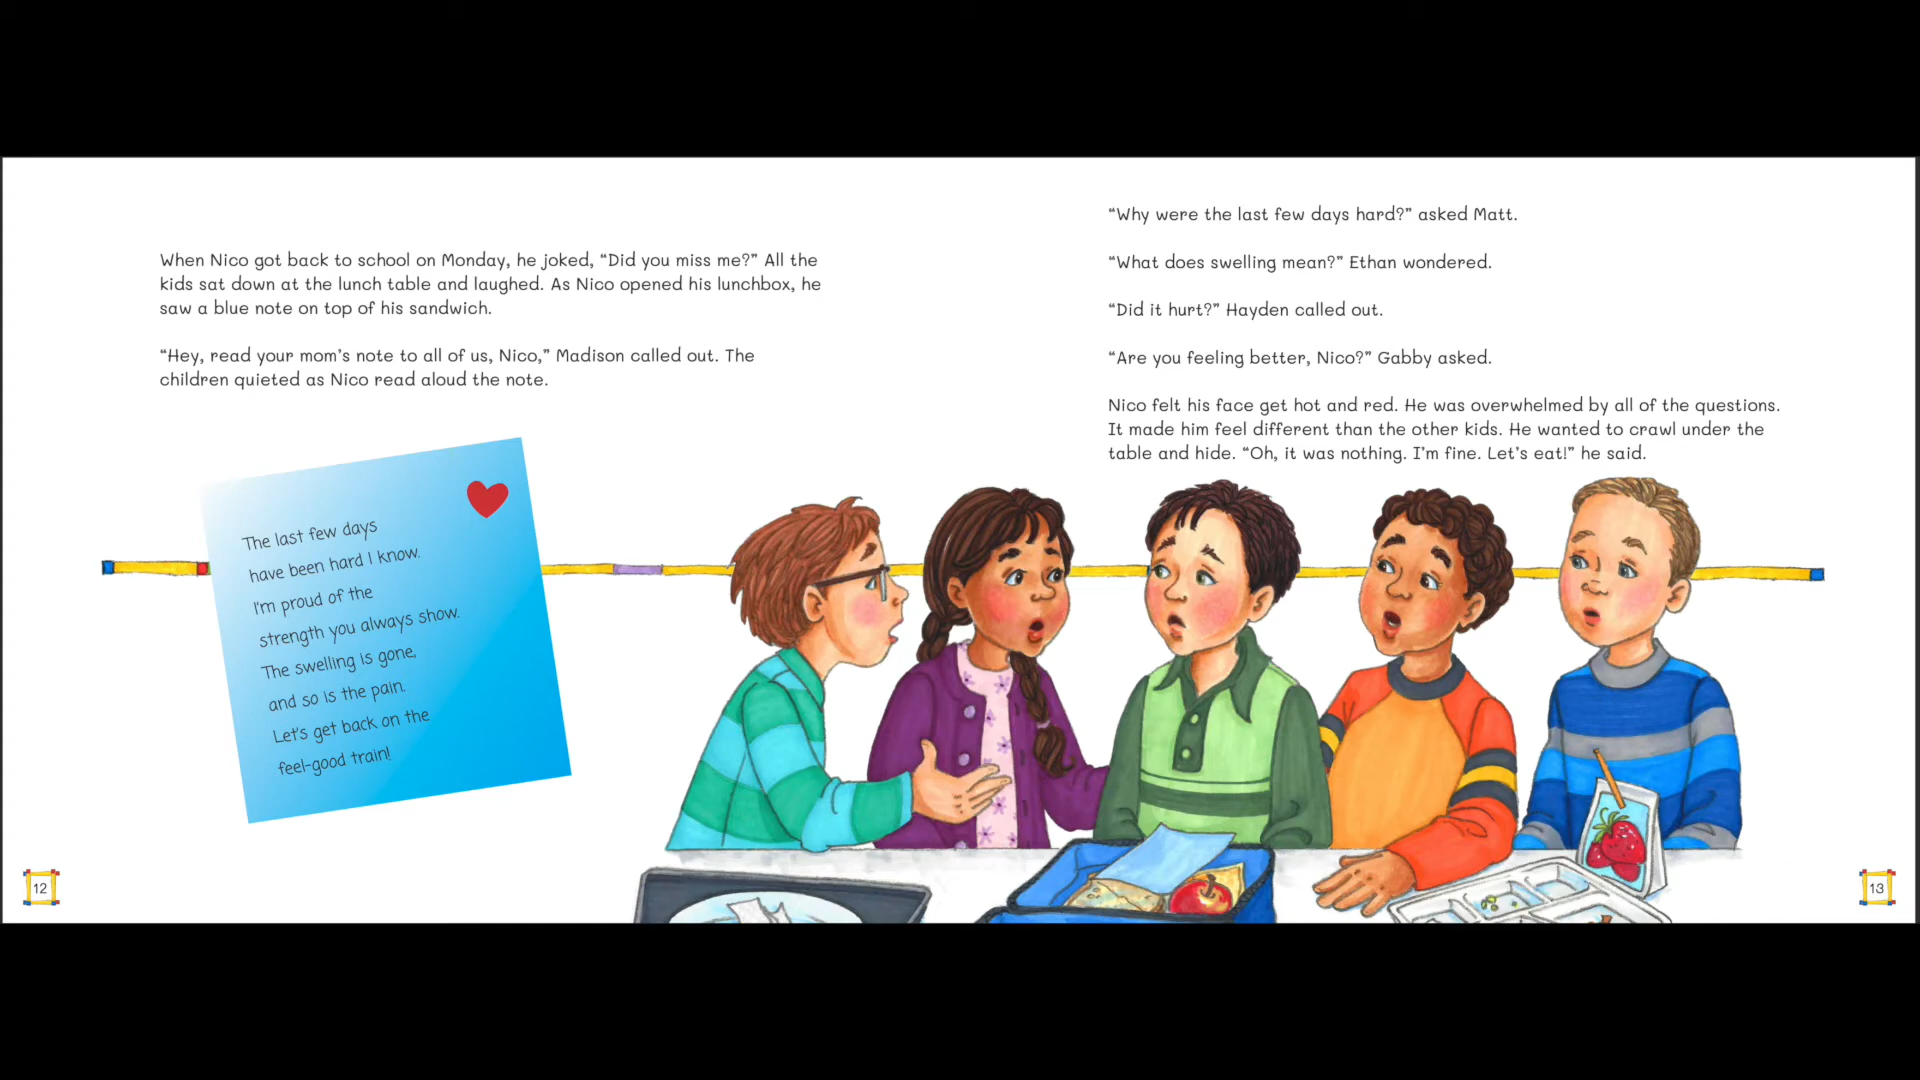 When Nico got back to school on Monday, he joked, “Did you miss me?” All the
kids sat down at the lunch table and laughed. As Nico opened his lunchbox, he
saw a blue note on top of his sandwich.
“Hey, read your mom’s note to all of us, Nico,” Madison called out. The
children quieted as Nico read aloud the note.
The last few days
have been hard I know.
I'm proud of the
strength you always show.
The swelling is gone,
and so is the pain.
Let's get back on the
feel-good train!
12
“Why were the last few days hard?” asked Matt.
“What does swelling mean?” Ethan wondered.
“Did it hurt?” Hayden called out.
“Are you feeling better, Nico?” Gabby asked.
Nico felt his face get hot and red. He was overwhelmed by all of the questions.
It made him feel different than the other kids. He wanted to crawl under the
table and hide. “Oh, it was nothing. I’m fine. Let’s eat!” he said.
13